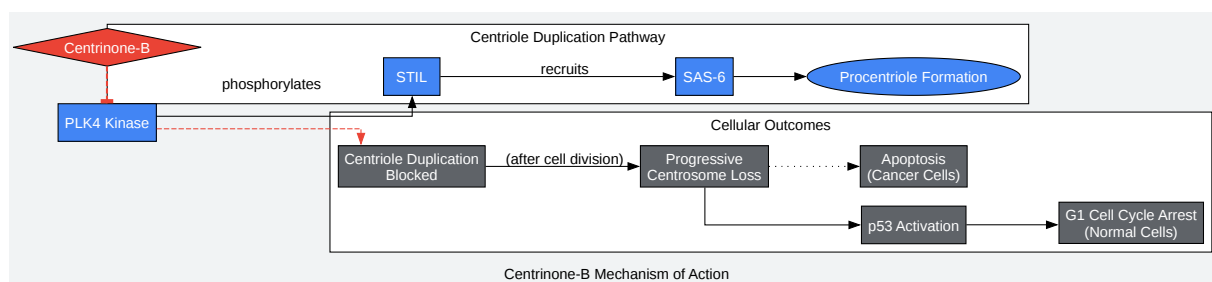 Centriole Duplication Pathway
Centrinone-B
phosphorylates
STIL
recruits
SAS-6
Procentriole Formation
PLK4 Kinase
Cellular Outcomes
Centriole Duplication
Blocked
(after cell division)
Progressive
Centrosome Loss
Apoptosis
(Cancer Cells)
p53 Activation
G1 Cell Cycle Arrest
(Normal Cells)
Centrinone-B Mechanism of Action